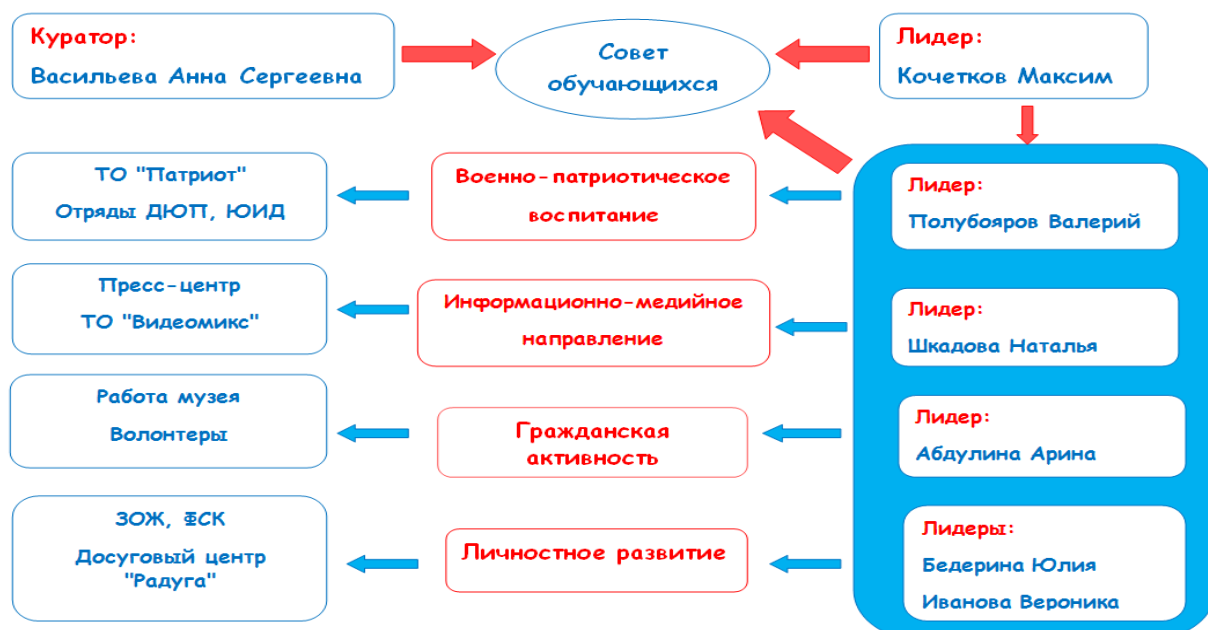 Куратор:
Васильева Анна Сергеевна
Совет
обучающихся
Лидер:
Кочетков Максим
ТО "Патриот"
Отряды ДЮП, ЮИД
Военно-патриотическое
воспитание
Лидер:
Полубояров Валерий
Пресс-центр
ТО "Видеомикс"
Информационно-медийное
направление
Лидер:
Шкадова Наталья
Работа музея
Волонтеры
Гражданская
активность
Лидер:
Абдулина Арина
ЗОЖ, ФСК
Досуговый центр
"Радуга"
Личностное развитие
Лидеры:
Бедерина Юлия
Иванова Вероника